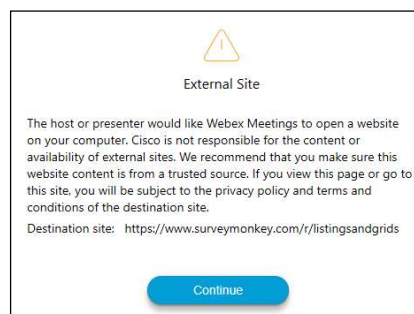 External Site
The host or presenter would like Webex Meetings to open a website
on your computer. Cisco is not responsible for the content or
availability of external sites. We recommend that you make sure this
website content is from a trusted source. If you view this page or go to
this site, you will be subject to the privacy policy and terms and
conditions of the destination site.
Destination site: https://www.surveymonkey.com/r/listingsandgrids
Continue